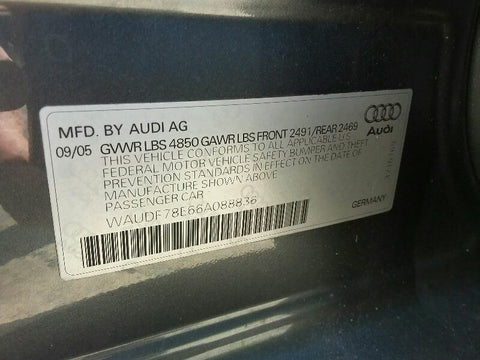 MFD. BY AUDI AG
09/05 GVWR LBS 4850 GAWR LBS FRONT 2491/REAR 2469
THIS VEHICLE CONFORMS TO ALL APPLICABLE U.S
FEDERAL MOTOR VEHICLE SAFETY BUMPER AND THEFT
PREVENTION STANDARDS IN EFFECT ON THE
DATE OF MANUFACTURE SHOWN ABOVE
PASSENGER CAR
WAUDF78E66A088836
Audi
GERMANY